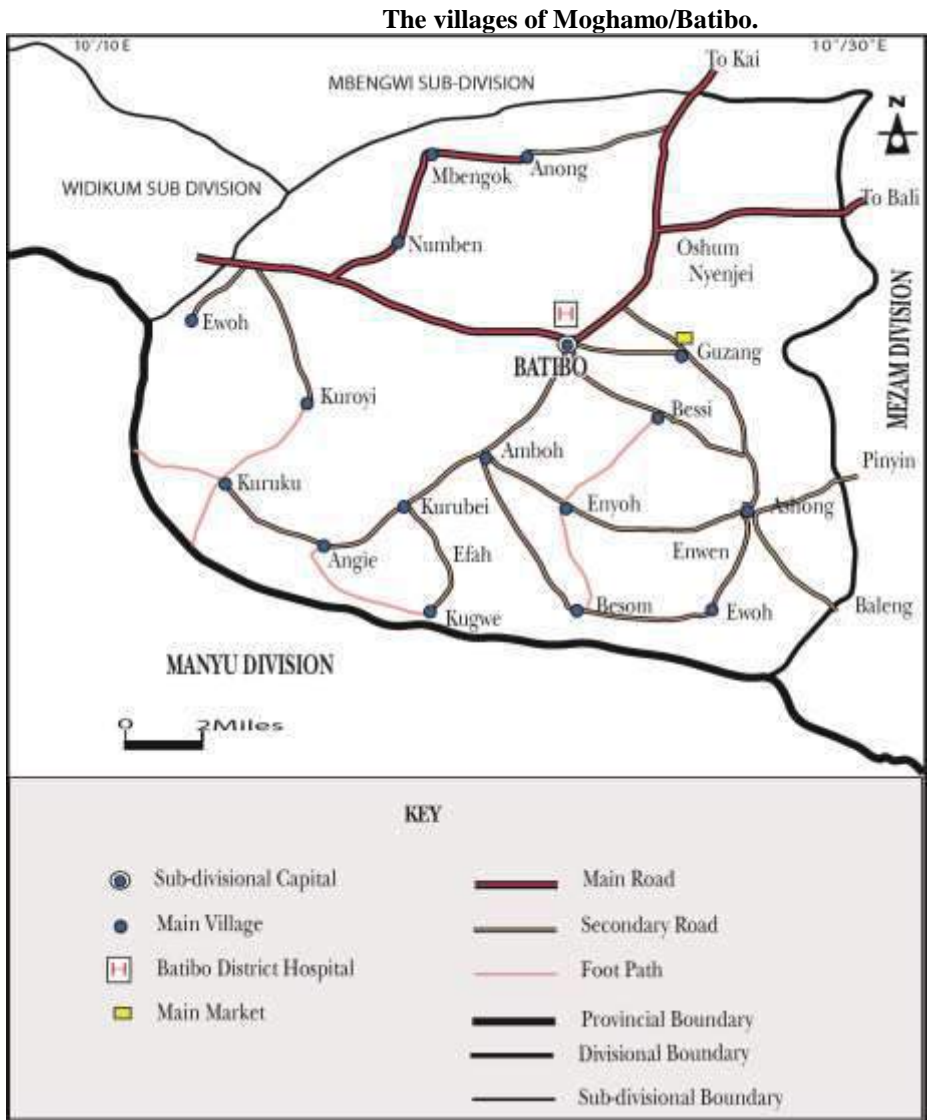 The villages of Moghamo/Batibo.
10°/10 E
10°/30°E
To Kai
MBENGWI SUB-DIVISION
N
Mbengok
Anong
WIDIKUM SUB DIVISION
To Bali
Numben
Oshum
Nyenjei
H
Ewoh
BATIBO
Guzang
MEZAM DIVISION
Kuroyi
Bessi
Amboh
Pinyin
Kuruku
Kurubei
Enyoh
Ashong
Angie
Efah
Enwen
Kugwe
Besom
Ewoh
Baleng
MANYU DIVISION
0 2Miles
KEY
Sub-divisional Capital
Main Village
H Batibo District Hospital
Main Market
Main Road
Secondary Road
Foot Path
Provincial Boundary
Divisional Boundary
Sub-divisional Boundary